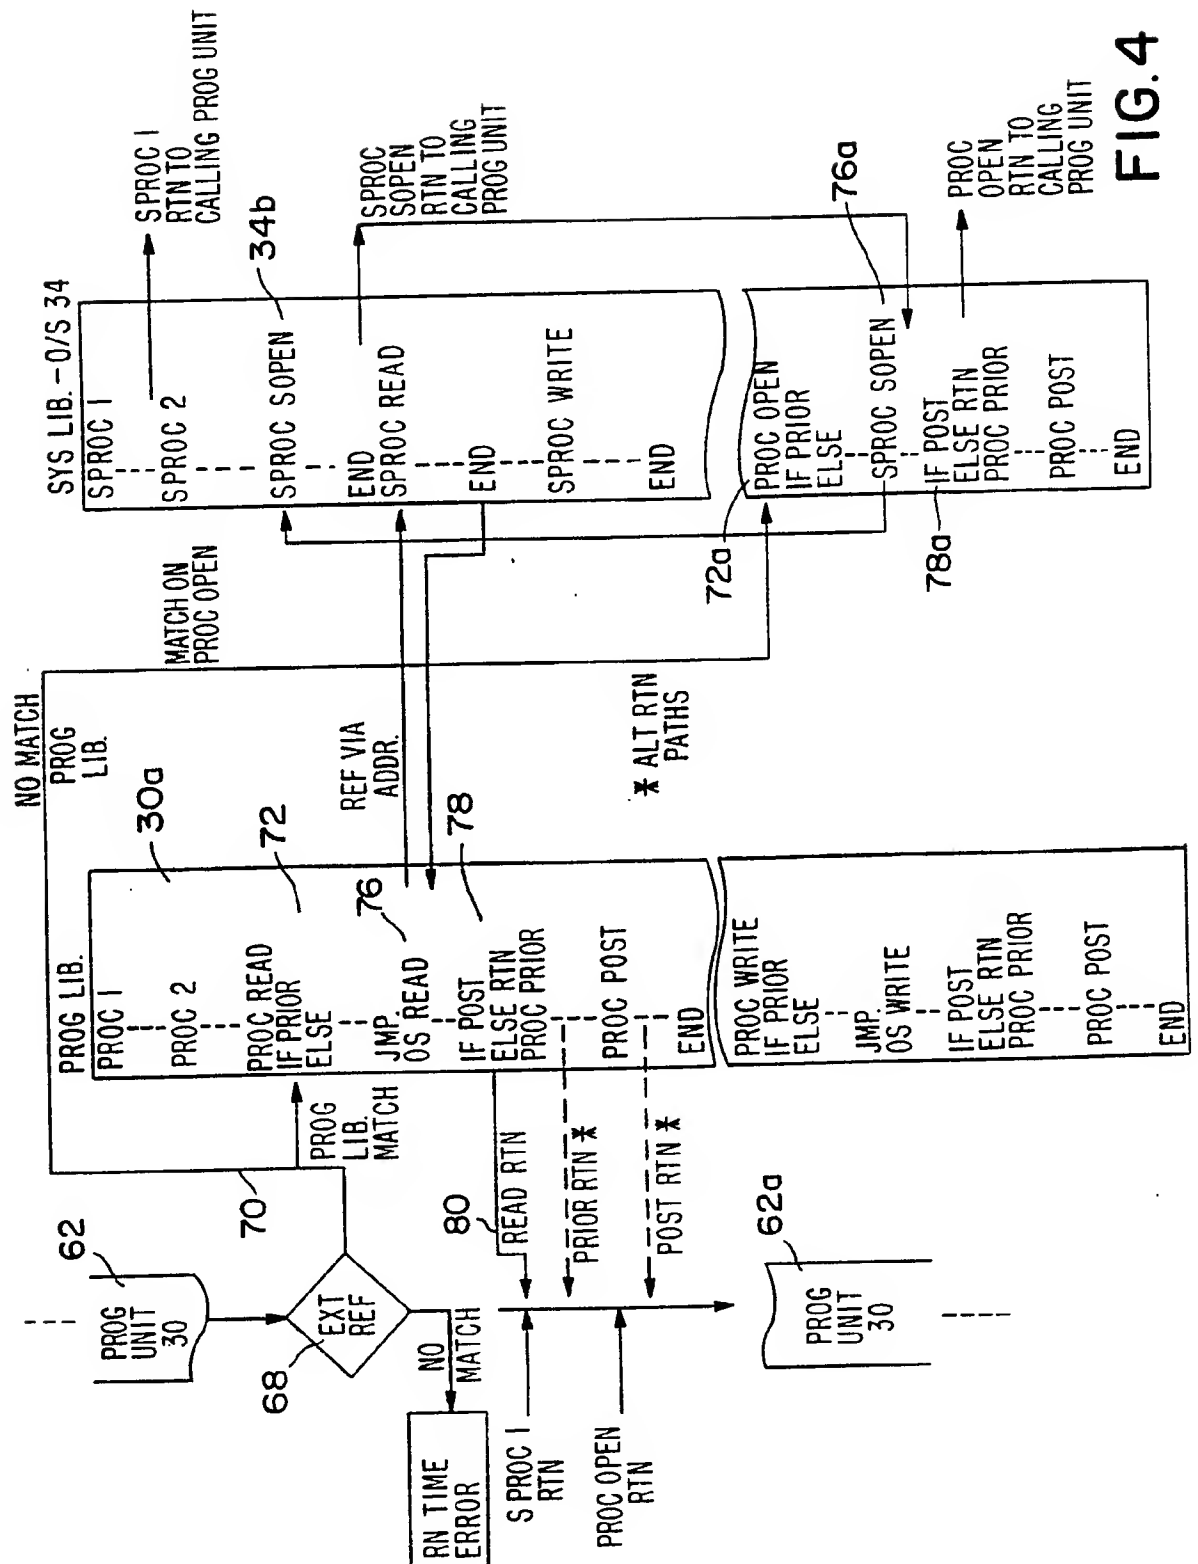 62
PROG
UNIT
30
68
EXT
REF
70
NO MATCH
PROG
LIB.
MATCH ON
PROC OPEN
NO
MATCH
RN TIME
ERROR
PROG
LIB.
MATCH
S PROC 1
RTN
PROC OPEN
RTN
80
READ RTN
PRIOR RTN *
POST RTN *
62a
PROG
UNIT
30
PROG LIB.
30a
PROC 1
PROC 2
72
PROC READ
IF PRIOR
ELSE
76
JMP.
OS READ
78
IF POST
ELSE RTN
PROC PRIOR
PROC POST
END
PROC WRITE
IF PRIOR
ELSE
JMP.
OS WRITE
IF POST
ELSE RTN
PROC PRIOR
PROC POST
END
REF VIA
ADDR.
* ALT RTN
PATHS
SYS LIB. - O/S 34
SPROC 1
SPROC 2
34b
SPROC SOPEN
END
SPROC READ
END
SPROC WRITE
END
72a
PROC OPEN
IF PRIOR
ELSE
76a
SPROC SOPEN
78a
IF POST
ELSE RTN
PROC PRIOR
PROC POST
END
SPROC 1
RTN TO
CALLING PROG UNIT
SPROC
SOPEN
RTN TO
CALLING
PROG UNIT
PROC
OPEN
RTN TO
CALLING
PROG UNIT
FIG. 4